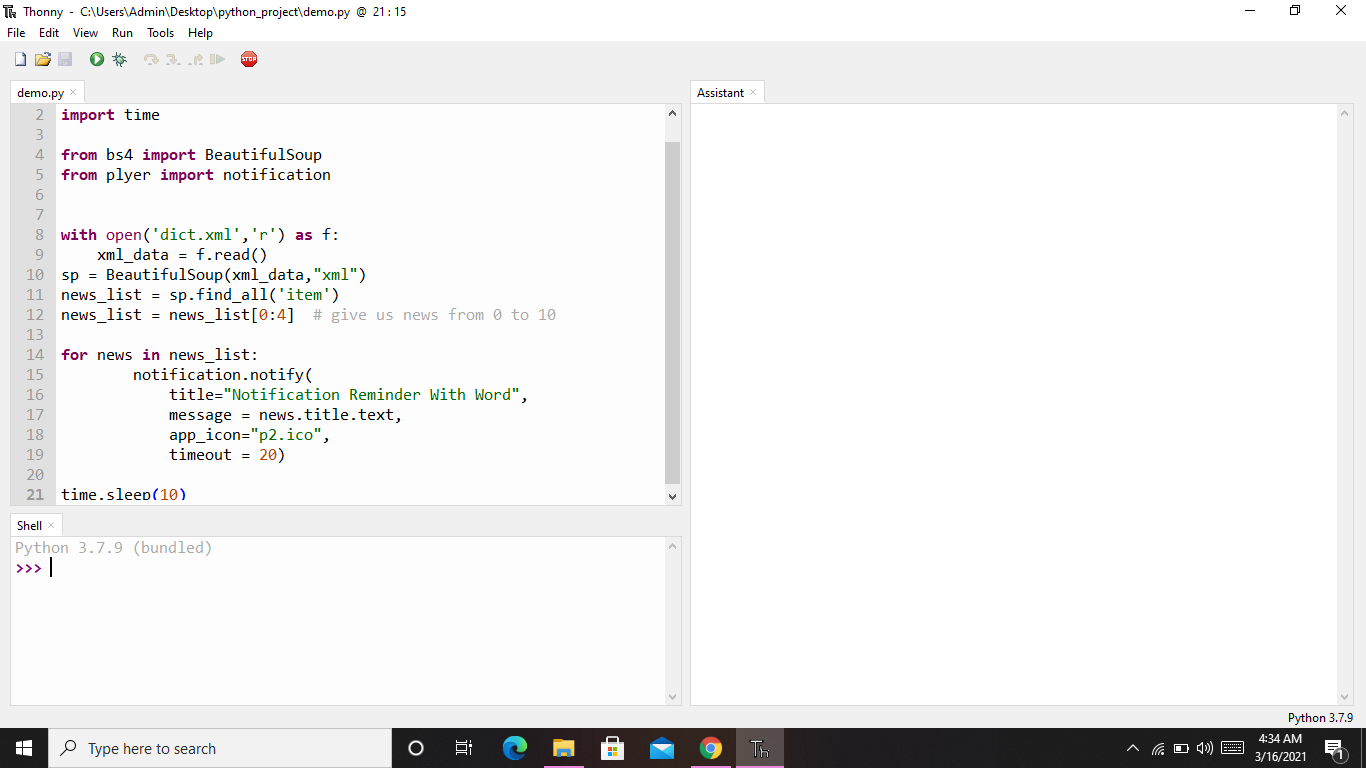 Thonny - C:\Users\Admin\Desktop\python_project\demo.py @ 21 : 15
File Edit View Run Tools Help
STOP
demo.py
2 import time
3
4 from bs4 import BeautifulSoup
5 from plyer import notification
6
7
8 with open('dict.xml','r') as f:
9     xml_data = f.read()
10 sp = BeautifulSoup(xml_data,"xml")
11 news_list = sp.find_all('item')
12 news_list = news_list[0:4]  # give us news from 0 to 10
13
14 for news in news_list:
15         notification.notify(
16             title="Notification Reminder With Word",
17             message = news.title.text,
18             app_icon="p2.ico",
19             timeout = 20)
20
21 time.sleep(10)
Shell
Python 3.7.9 (bundled)
>>>
Assistant
Python 3.7.9
Type here to search
Th
4:34 AM
3/16/2021
1